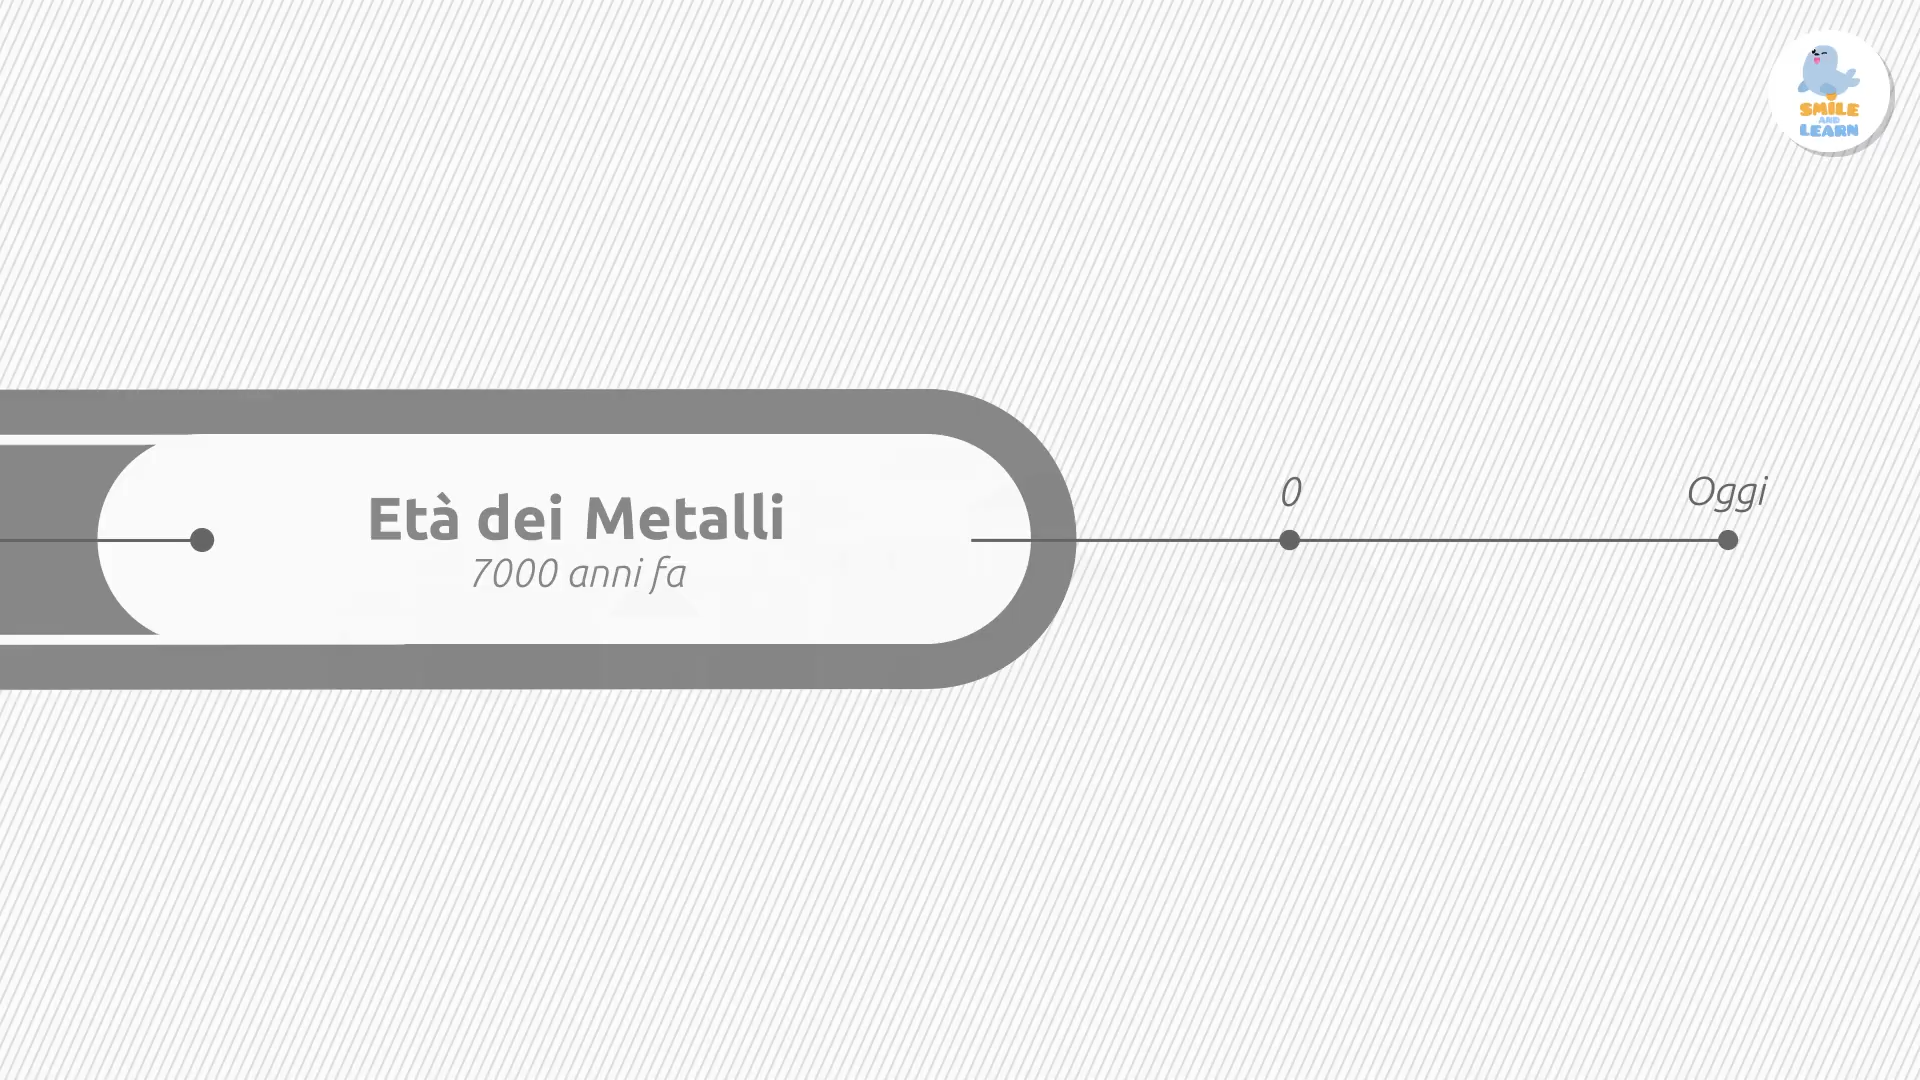 SMILE
AND
LEARN
Età dei Metalli
7000 anni fa
0
Oggi